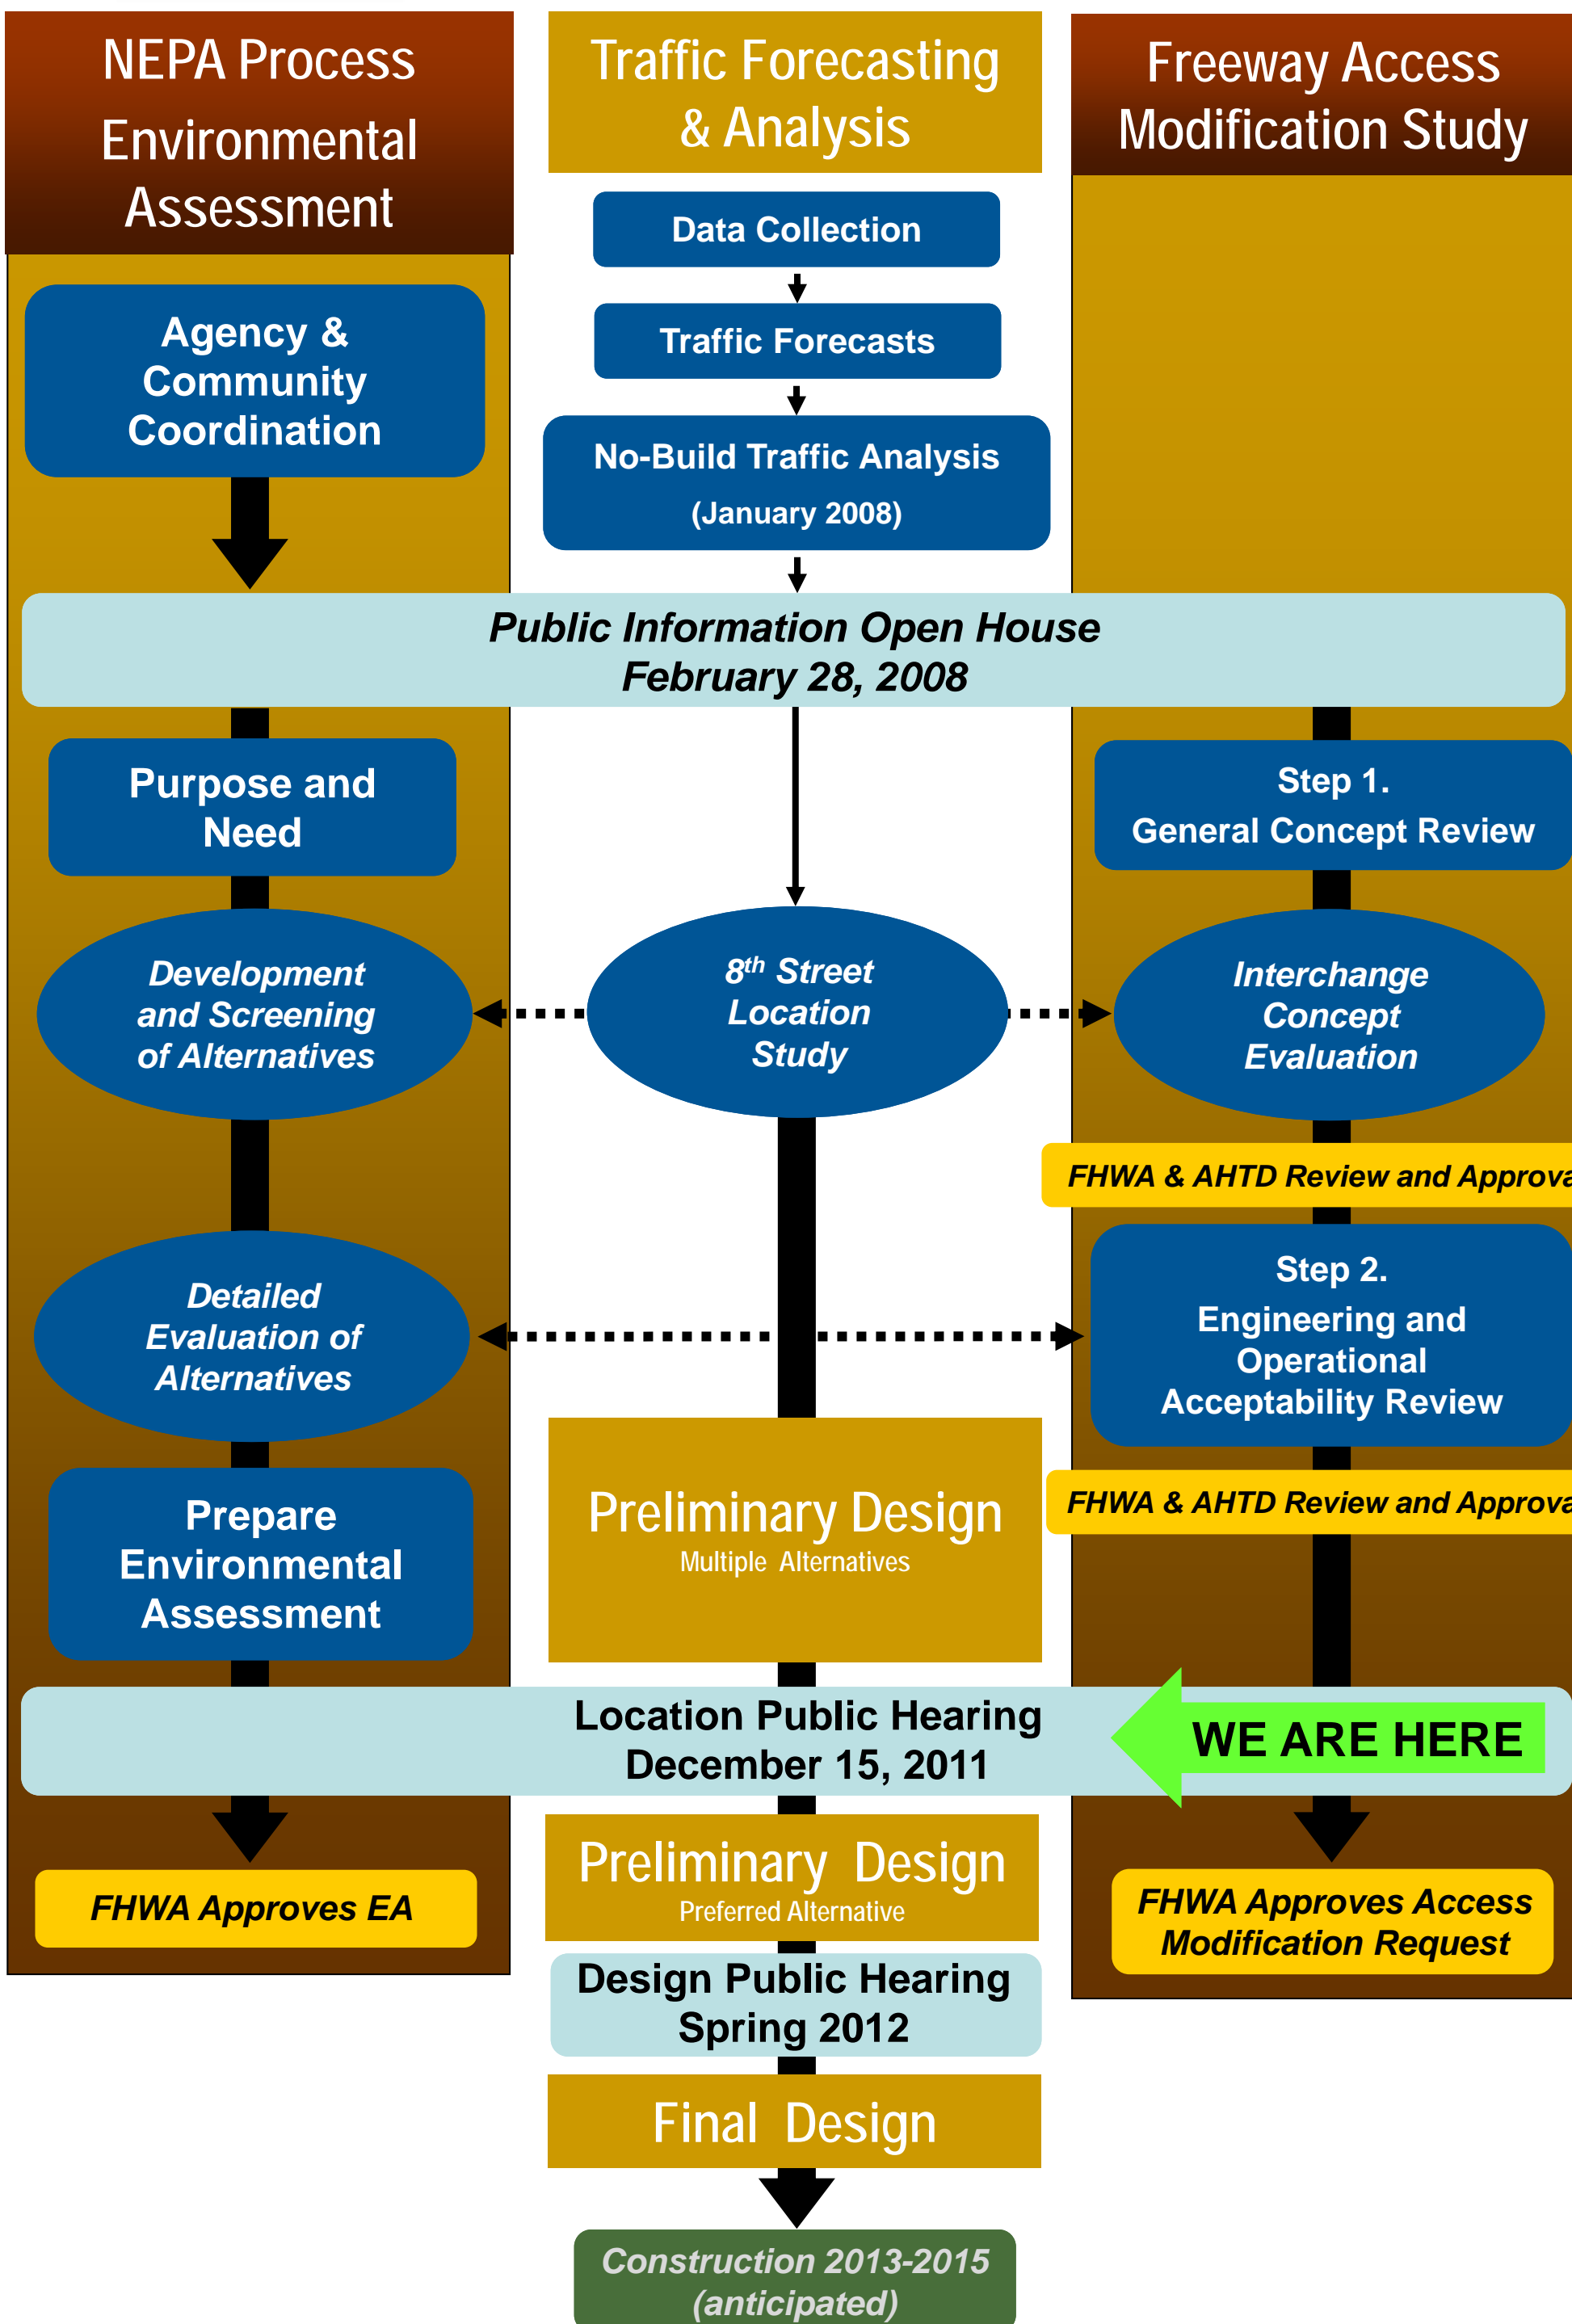 NEPA Process
Environmental
Assessment
Traffic Forecasting
& Analysis
Freeway Access
Modification Study
Data Collection
Traffic Forecasts
No-Build Traffic Analysis
(January 2008)
Agency &
Community
Coordination
Public Information Open House
February 28, 2008
Purpose and
Need
Step 1.
General Concept Review
Development
and Screening
of Alternatives
8th Street
Location
Study
Interchange
Concept
Evaluation
FHWA & AHTD Review and Approva
Detailed
Evaluation of
Alternatives
Step 2.
Engineering and
Operational
Acceptability Review
Prepare
Environmental
Assessment
Preliminary Design
Multiple Alternatives
FHWA & AHTD Review and Approva
Location Public Hearing
December 15, 2011
WE ARE HERE
FHWA Approves EA
Preliminary Design
Preferred Alternative
FHWA Approves Access
Modification Request
Design Public Hearing
Spring 2012
Final Design
Construction 2013-2015
(anticipated)